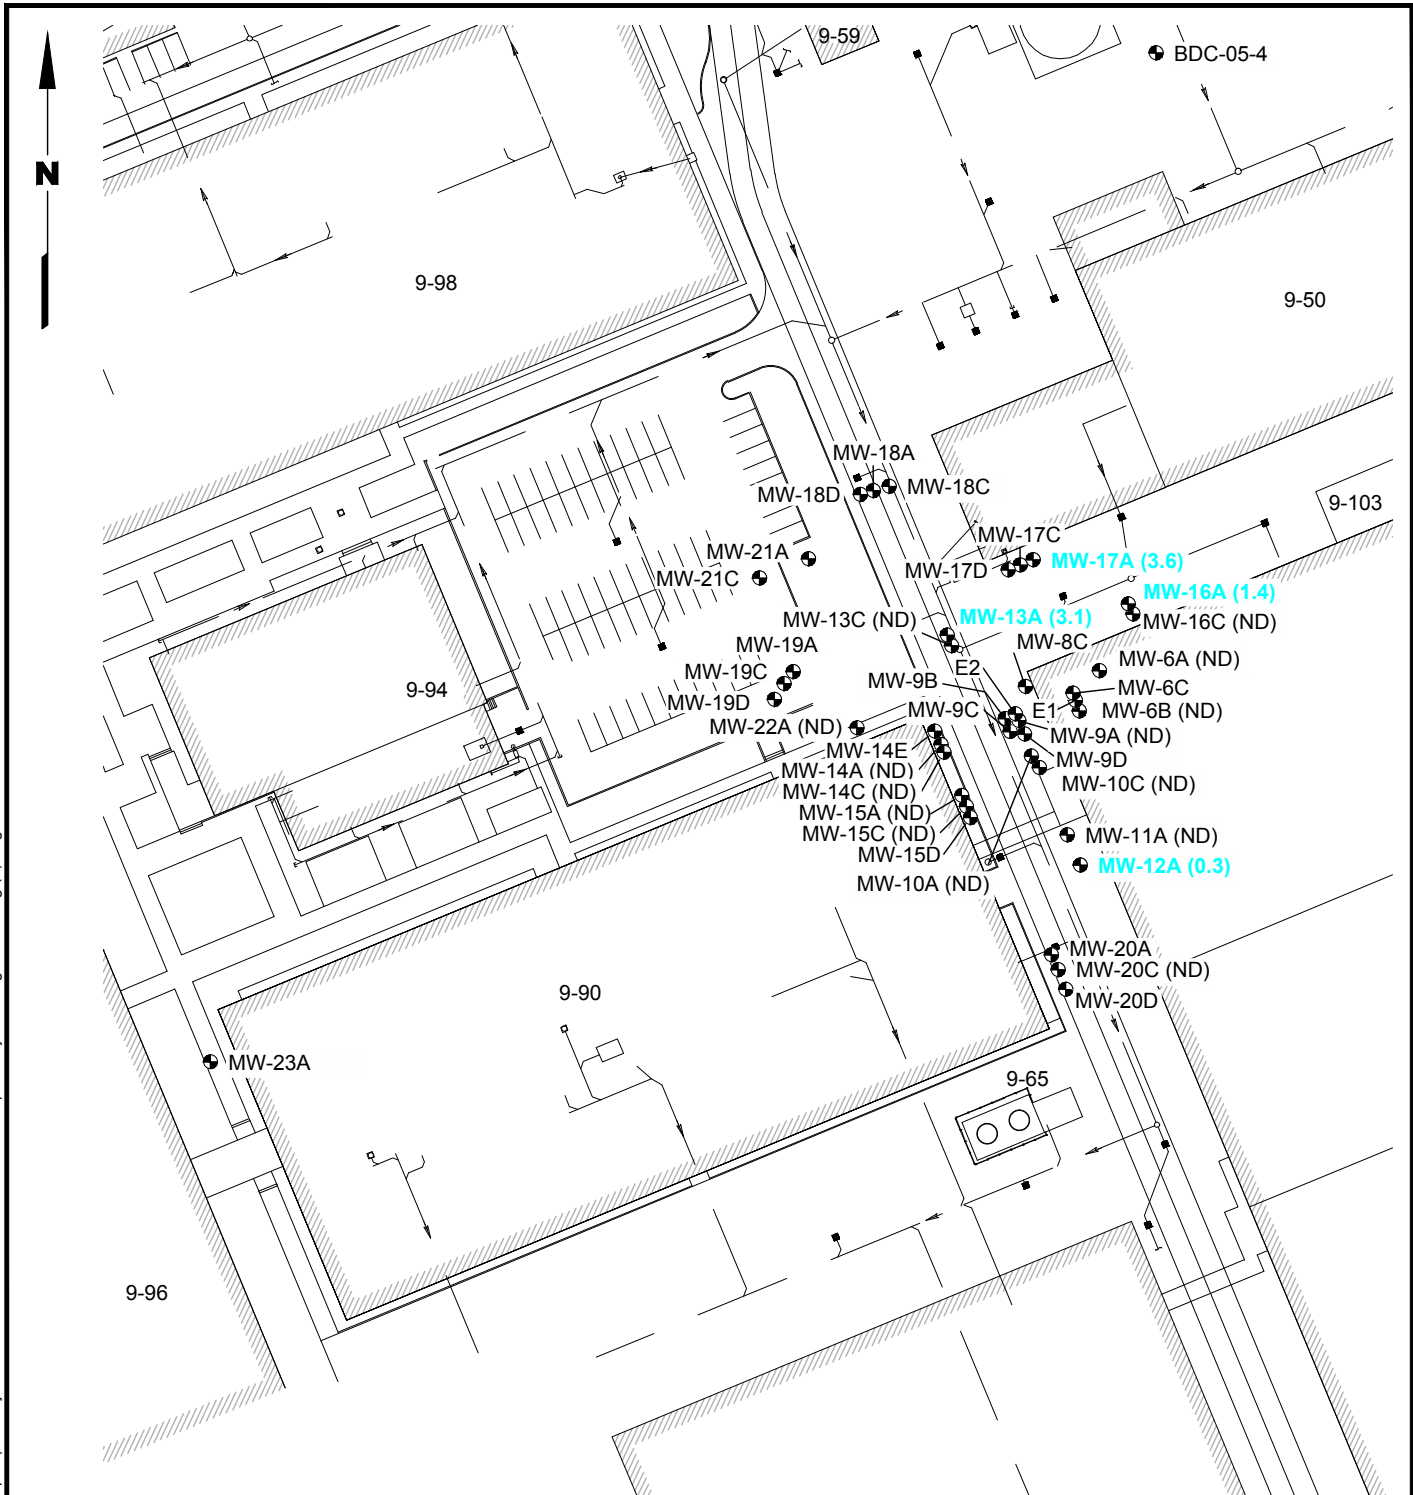 9-59
BDC-05-4
N
9-98
9-50
MW-18A
MW-18D
MW-18C
9-103
MW-17C
MW-21A
MW-17A (3.6)
MW-17D
MW-21C
MW-16A (1.4)
MW-13C (ND)
MW-13A (3.1)
MW-16C (ND)
MW-19A
MW-8C
E2
MW-6A (ND)
MW-19C
MW-9B
9-94
MW-6C
MW-19D
MW-9C
E1
MW-6B (ND)
MW-22A (ND)
MW-9A (ND)
MW-14E
MW-9D
MW-14A (ND)
MW-10C (ND)
MW-14C (ND)
MW-15A (ND)
MW-15C (ND)
MW-11A (ND)
MW-15D
MW-12A (0.3)
MW-10A (ND)
MW-20A
MW-20C (ND)
9-90
MW-20D
MW-23A
9-65
9-96